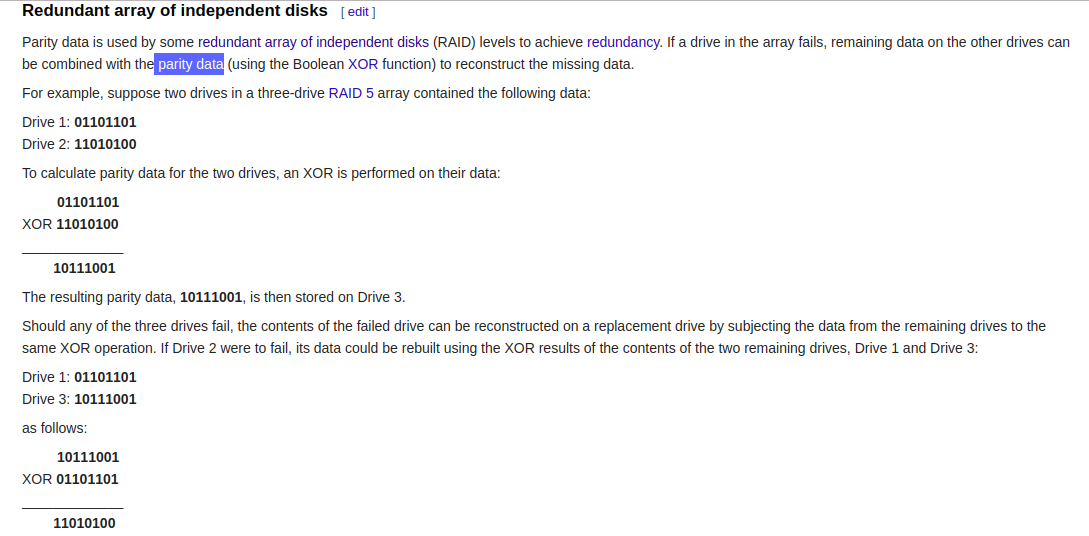 Redundant array of independent disks [ edit ]
Parity data is used by some redundant array of independent disks (RAID) levels to achieve redundancy. If a drive in the array fails, remaining data on the other drives can
be combined with the parity data (using the Boolean XOR function) to reconstruct the missing data.
For example, suppose two drives in a three-drive RAID 5 array contained the following data:
Drive 1: 01101101
Drive 2: 11010100
To calculate parity data for the two drives, an XOR is performed on their data:
01101101
XOR 11010100
10111001
The resulting parity data, 10111001, is then stored on Drive 3.
Should any of the three drives fail, the contents of the failed drive can be reconstructed on a replacement drive by subjecting the data from the remaining drives to the
same XOR operation. If Drive 2 were to fail, its data could be rebuilt using the XOR results of the contents of the two remaining drives, Drive 1 and Drive 3:
Drive 1: 01101101
Drive 3: 10111001
as follows:
10111001
XOR 01101101
11010100